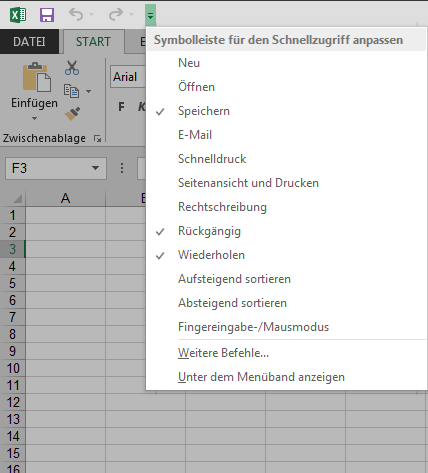 Symbolleiste für den Schnellzugriff anpassen
DATEI START E
Neu
Öffnen
Speichern
E-Mail
Schnelldruck
Seitenansicht und Drucken
Rechtschreibung
Rückgängig
Wiederholen
Aufsteigend sortieren
Absteigend sortieren
Fingereingabe-/Mausmodus
Weitere Befehle...
Unter dem Menüband anzeigen
Einfügen
Zwischenablage
Arial
F K
F3
A
1
2
3
4
5
6
7
8
9
10
11
12
13
14
15
16